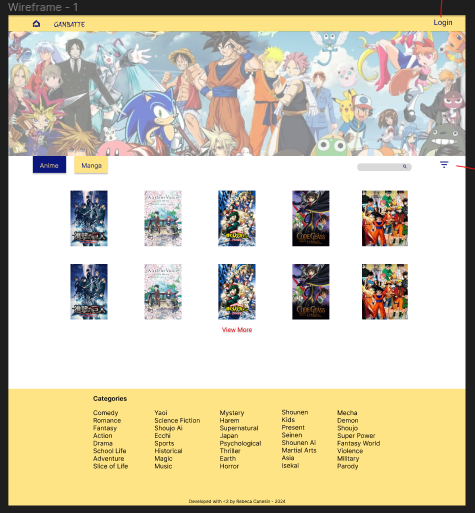 Wireframe - 1
GANBATTE
Login
Anime
Manga
View More
Categories
Comedy
Romance
Fantasy
Action
Drama
School Life
Adventure
Slice of Life
Yaoi
Science Fiction
Shoujo Ai
Ecchi
Sports
Historical
Magic
Music
Mystery
Harem
Supernatural
Japan
Psychological
Thriller
Earth
Horror
Shounen
Kids
Present
Seinen
Shounen Ai
Martial Arts
Asia
Isekai
Mecha
Demon
Shoujo
Super Power
Fantasy World
Violence
Military
Parody
Developed with <3 by Rebeca Canesin - 2024